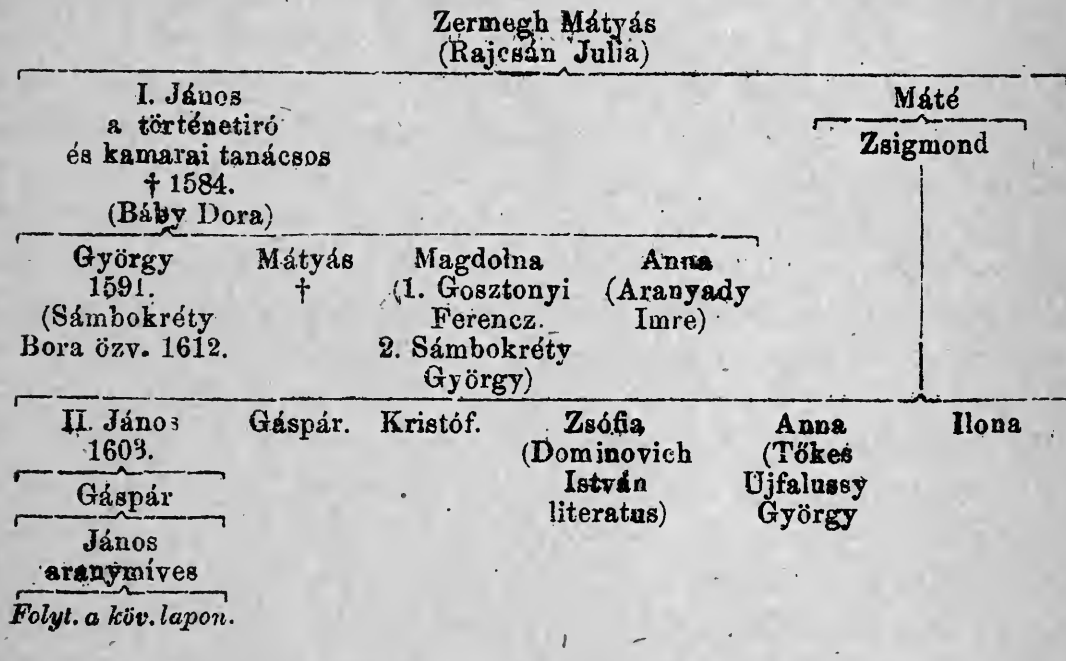 Zermegh Mátyás
(Rajcsán Julia)
I. János
a történetiró
és kamarai tanácsos
† 1584.
(Báby Dora)
Máté
Zsigmond
György
1591.
(Sámbokréty
Bora özv. 1612.
Mátyás
†
Magdolna
(1. Gosztonyi
Ferencz.
2. Sámbokréty
György)
Anna
(Aranyady
Imre)
II. János
1603.
Gáspár.
Kristóf.
Zsófia
(Dominovich
István
literatus)
Anna
(Tőkés
Ujfalussy
György
Ilona
Gáspár
János
aranymíves
Folyt. a köv. lapon.